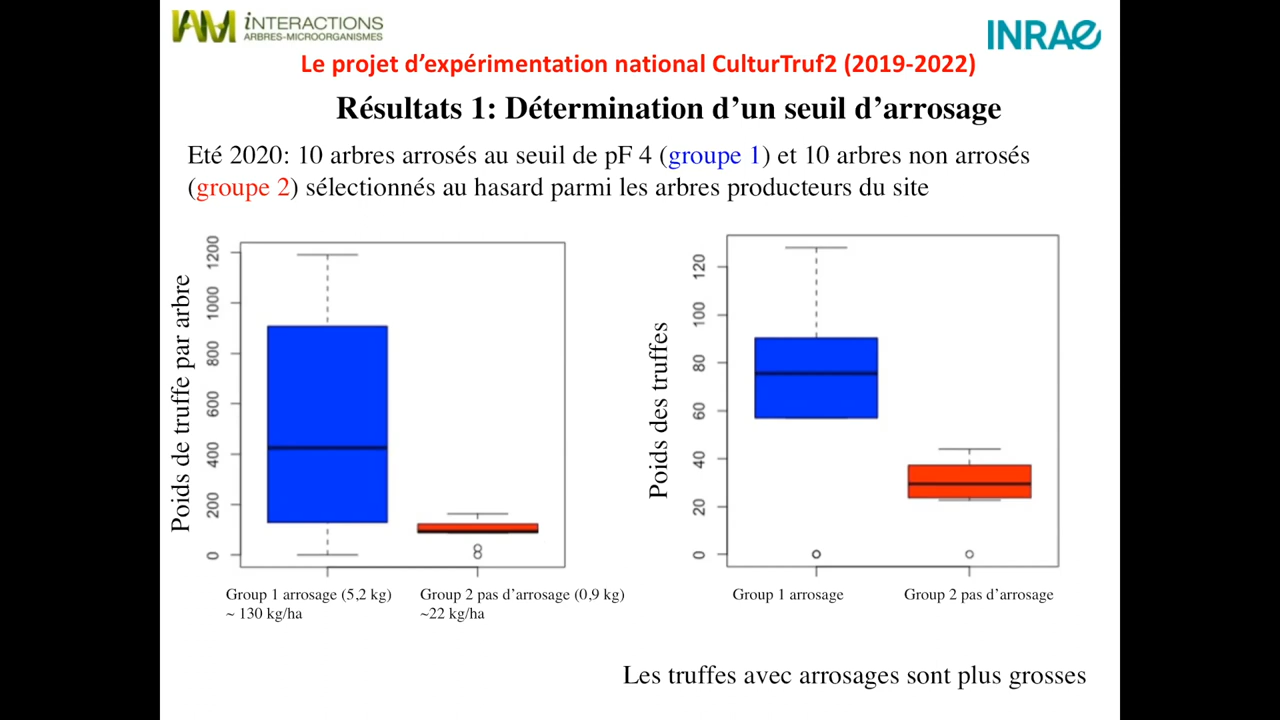 iNTERACTIONS
ARBRES-MICROORGANISMES
INRAE
Le projet d'expérimentation national CulturTruf2 (2019-2022)
Résultats 1: Détermination d'un seuil d'arrosage
Eté 2020: 10 arbres arrosés au seuil de pF 4 (groupe 1) et 10 arbres non arrosés
(groupe 2) sélectionnés au hasard parmi les arbres producteurs du site
Poids de truffe par arbre
1200
1000
800
600
400
200
0
Group 1 arrosage (5,2 kg)
~ 130 kg/ha
Group 2 pas d'arrosage (0,9 kg)
~22 kg/ha
Poids des truffes
120
100
80
60
40
20
0
Group 1 arrosage
Group 2 pas d'arrosage
Les truffes avec arrosages sont plus grosses